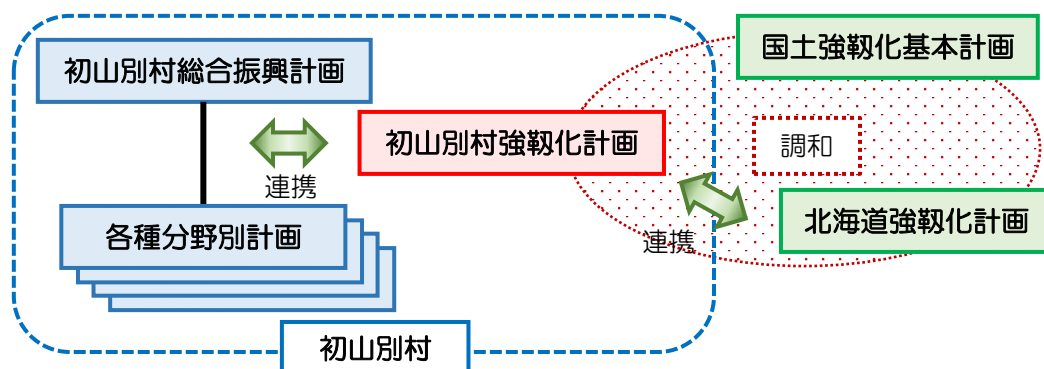 初山別村総合振興計画
国土強靱化基本計画
初山別村強靱化計画
調和
連携
各種分野別計画
北海道強靱化計画
連携
初山別村